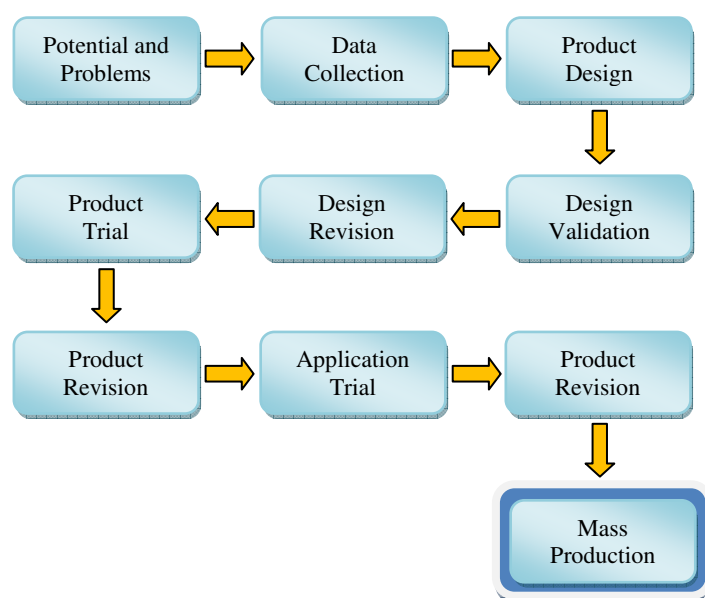 Potential and
Problems
Data
Collection
Product
Design
Design
Validation
Design
Revision
Product
Trial
Product
Revision
Application
Trial
Product
Revision
Mass
Production